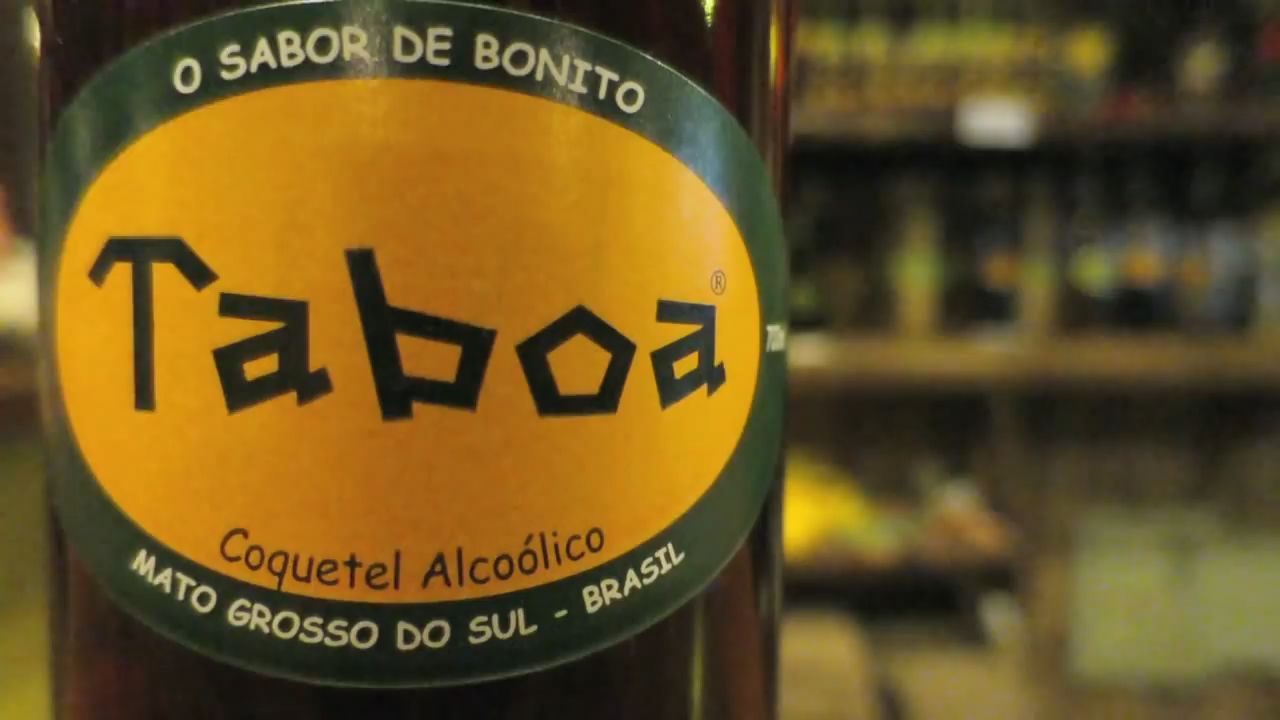 O SABOR DE BONITO
Taboa®
Coquetel Alcoólico
MATO GROSSO DO SUL - BRASIL